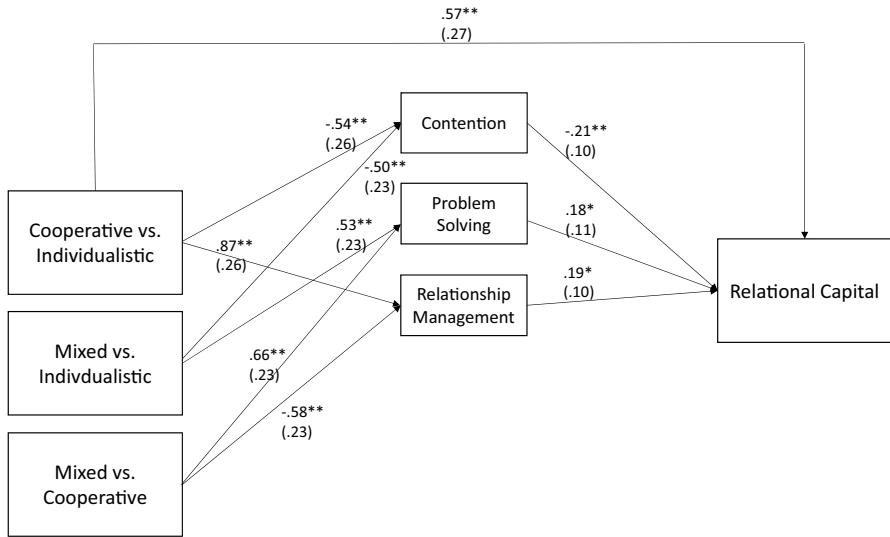 .57**
(.27)
Contention
-.54**
(.26)
-.21**
(.10)
-.50**
(.23)
Problem
Solving
.53**
(.23)
.18*
(.11)
Cooperative vs.
Individualistic
.87**
(.26)
Relationship
Management
.19*
(.10)
Relational Capital
Mixed vs.
Indivdualistic
.66**
(.23)
-.58**
(.23)
Mixed vs.
Cooperative